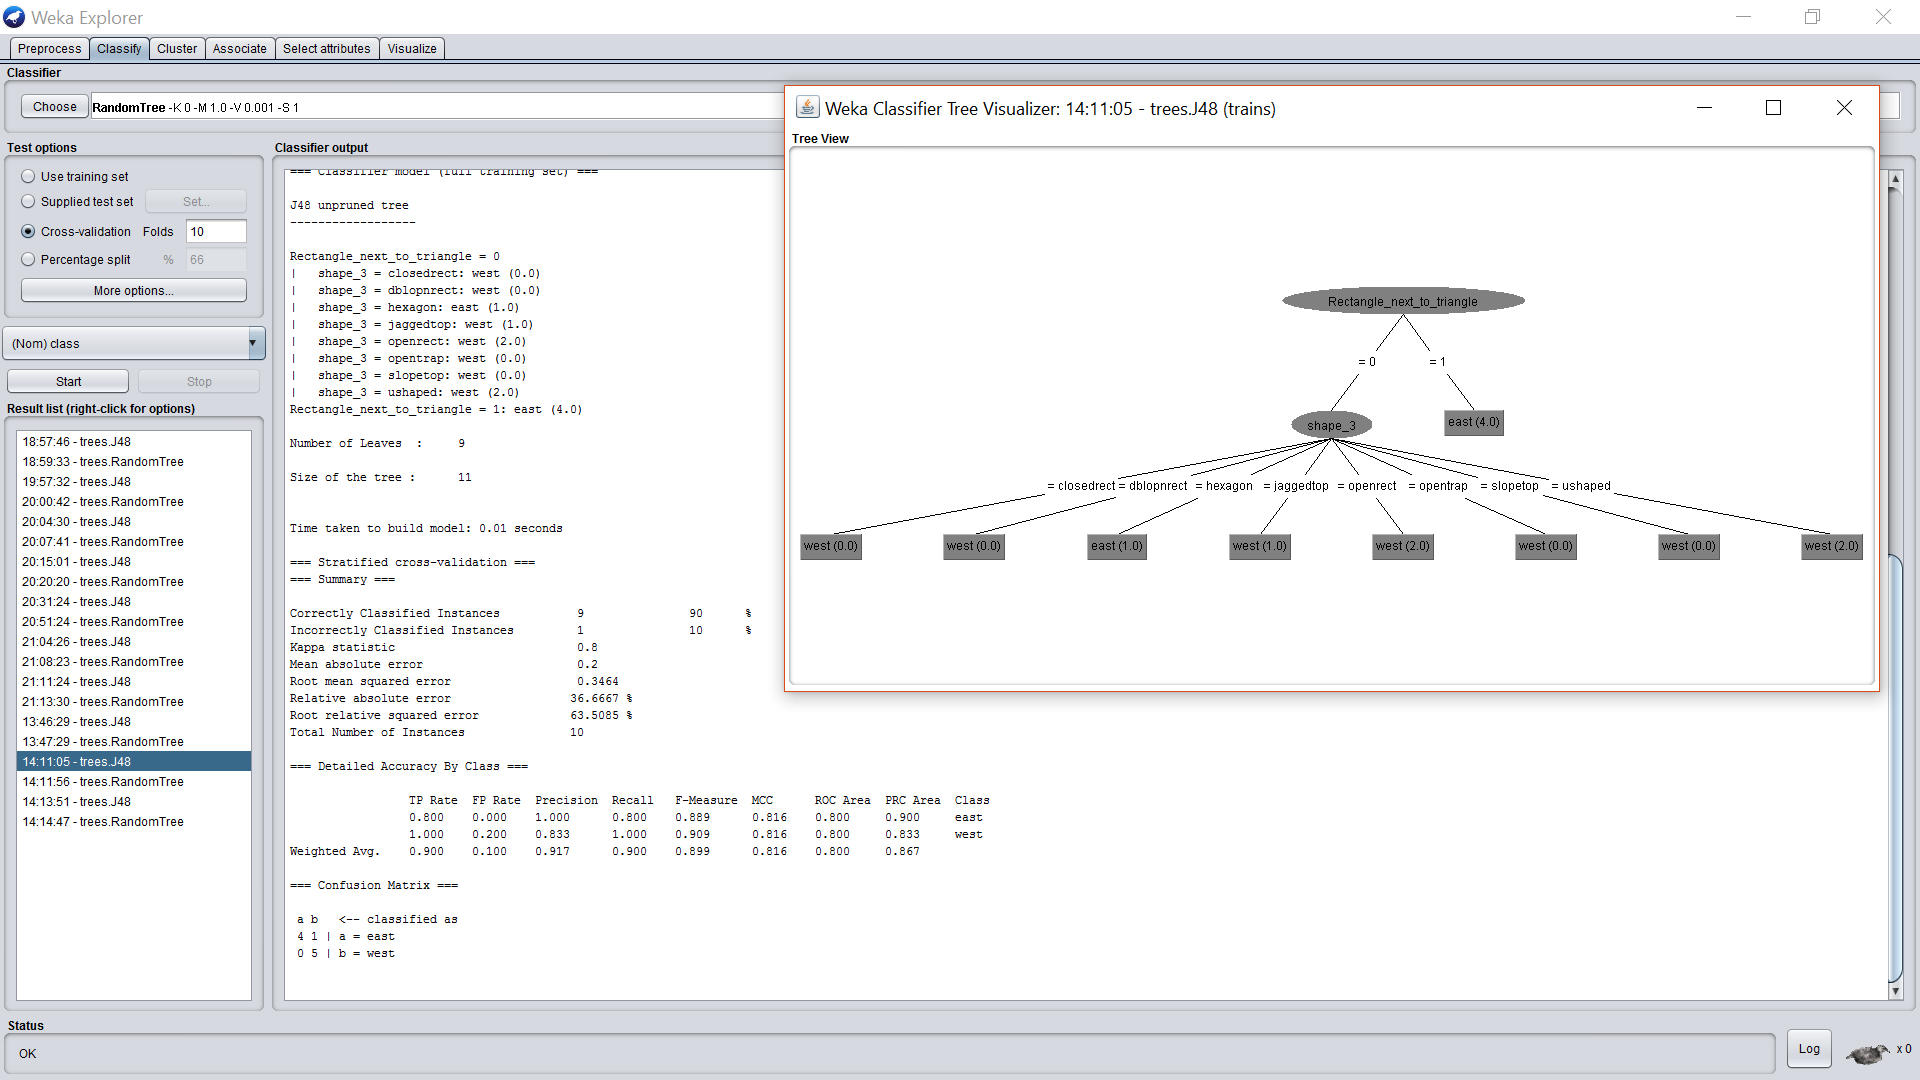 Weka Explorer
Preprocess Classify Cluster Associate Select attributes Visualize
Classifier
Choose RandomTree -K 0 -M 1.0 -V 0.001 -S 1
Test options
Use training set
Supplied test set Set...
Cross-validation Folds 10
Percentage split % 66
More options...
(Nom) class
Start Stop
Result list (right-click for options)
18:57:46 - trees.J48
18:59:33 - trees.RandomTree
19:57:32 - trees.J48
20:00:42 - trees.RandomTree
20:04:30 - trees.J48
20:07:41 - trees.RandomTree
20:15:01 - trees.J48
20:20:20 - trees.RandomTree
20:31:24 - trees.J48
20:51:24 - trees.RandomTree
21:04:26 - trees.J48
21:08:23 - trees.RandomTree
21:11:24 - trees.J48
21:13:30 - trees.RandomTree
13:46:29 - trees.J48
13:47:29 - trees.RandomTree
14:11:05 - trees.J48
14:11:56 - trees.RandomTree
14:13:51 - trees.J48
14:14:47 - trees.RandomTree
Classifier output
=== Classifier model (full training set) ===
J48 unpruned tree
------------------
Rectangle_next_to_triangle = 0
|   shape_3 = closedrect: west (0.0)
|   shape_3 = dblopnrect: west (0.0)
|   shape_3 = hexagon: east (1.0)
|   shape_3 = jaggedtop: west (1.0)
|   shape_3 = openrect: west (2.0)
|   shape_3 = opentrap: west (0.0)
|   shape_3 = slopetop: west (0.0)
|   shape_3 = ushaped: west (2.0)
Rectangle_next_to_triangle = 1: east (4.0)
Number of Leaves  :     9
Size of the tree :      11
Time taken to build model: 0.01 seconds
=== Stratified cross-validation ===
=== Summary ===
Correctly Classified Instances 9 90 %
Incorrectly Classified Instances 1 10 %
Kappa statistic 0.8
Mean absolute error 0.2
Root mean squared error 0.3464
Relative absolute error 36.6667 %
Root relative squared error 63.5085 %
Total Number of Instances 10
=== Detailed Accuracy By Class ===
TP Rate FP Rate Precision Recall F-Measure MCC ROC Area PRC Area Class
0.800 0.000 1.000 0.800 0.889 0.816 0.800 0.900 east
1.000 0.200 0.833 1.000 0.909 0.816 0.800 0.833 west
Weighted Avg. 0.900 0.100 0.917 0.900 0.899 0.816 0.800 0.867
=== Confusion Matrix ===
a b   <-- classified as
4 1 | a = east
0 5 | b = west
Weka Classifier Tree Visualizer: 14:11:05 - trees.J48 (trains)
Tree View
Rectangle_next_to_triangle
= 0 = 1
shape_3 east (4.0)
= closedrect = dblopnrect = hexagon = jaggedtop = openrect = opentrap = slopetop = ushaped
west (0.0) west (0.0) east (1.0) west (1.0) west (2.0) west (0.0) west (0.0) west (2.0)
Status
OK
Log x 0